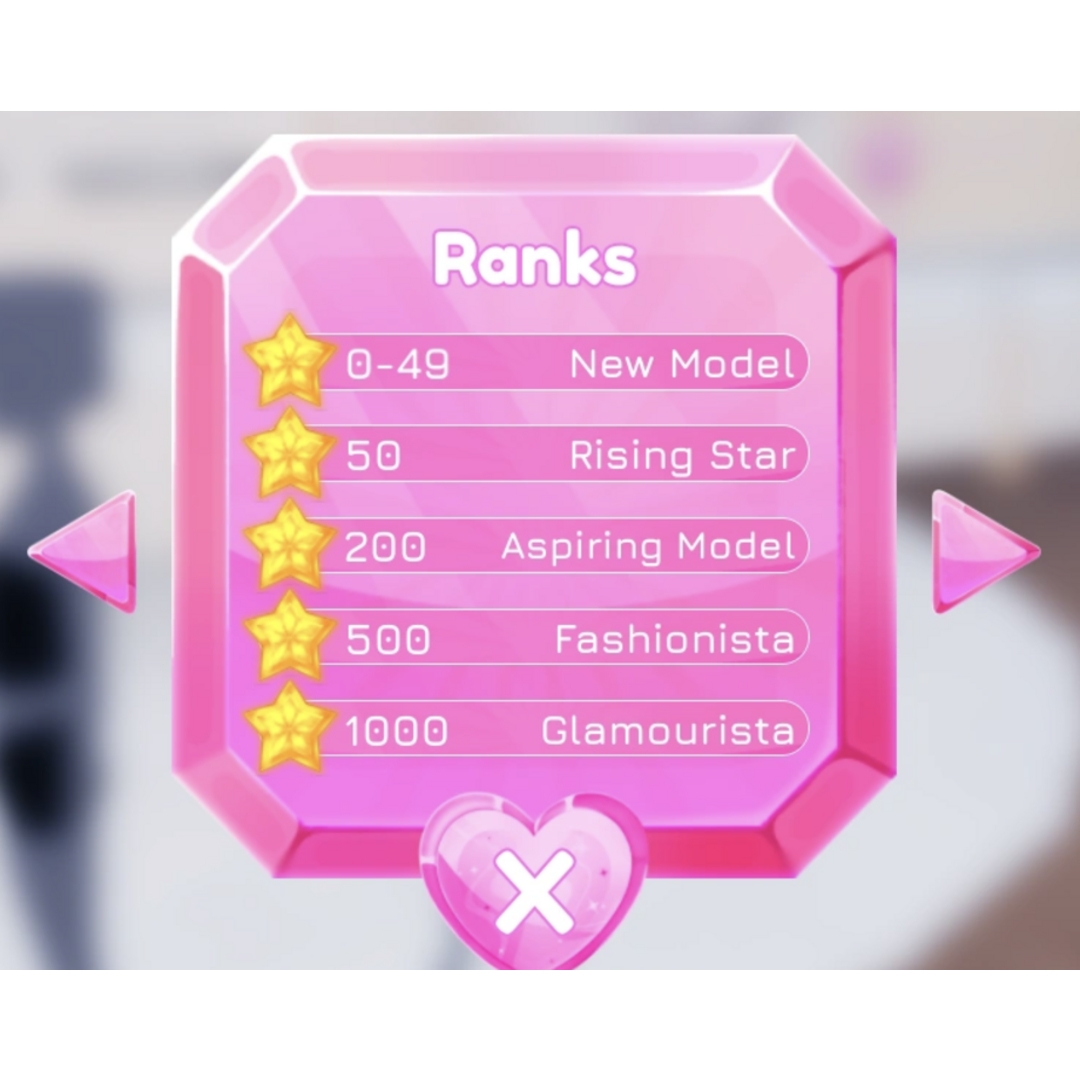 Ranks
0-49 New Model
50 Rising Star
200 Aspiring Model
500 Fashionista
1000 Glamourista